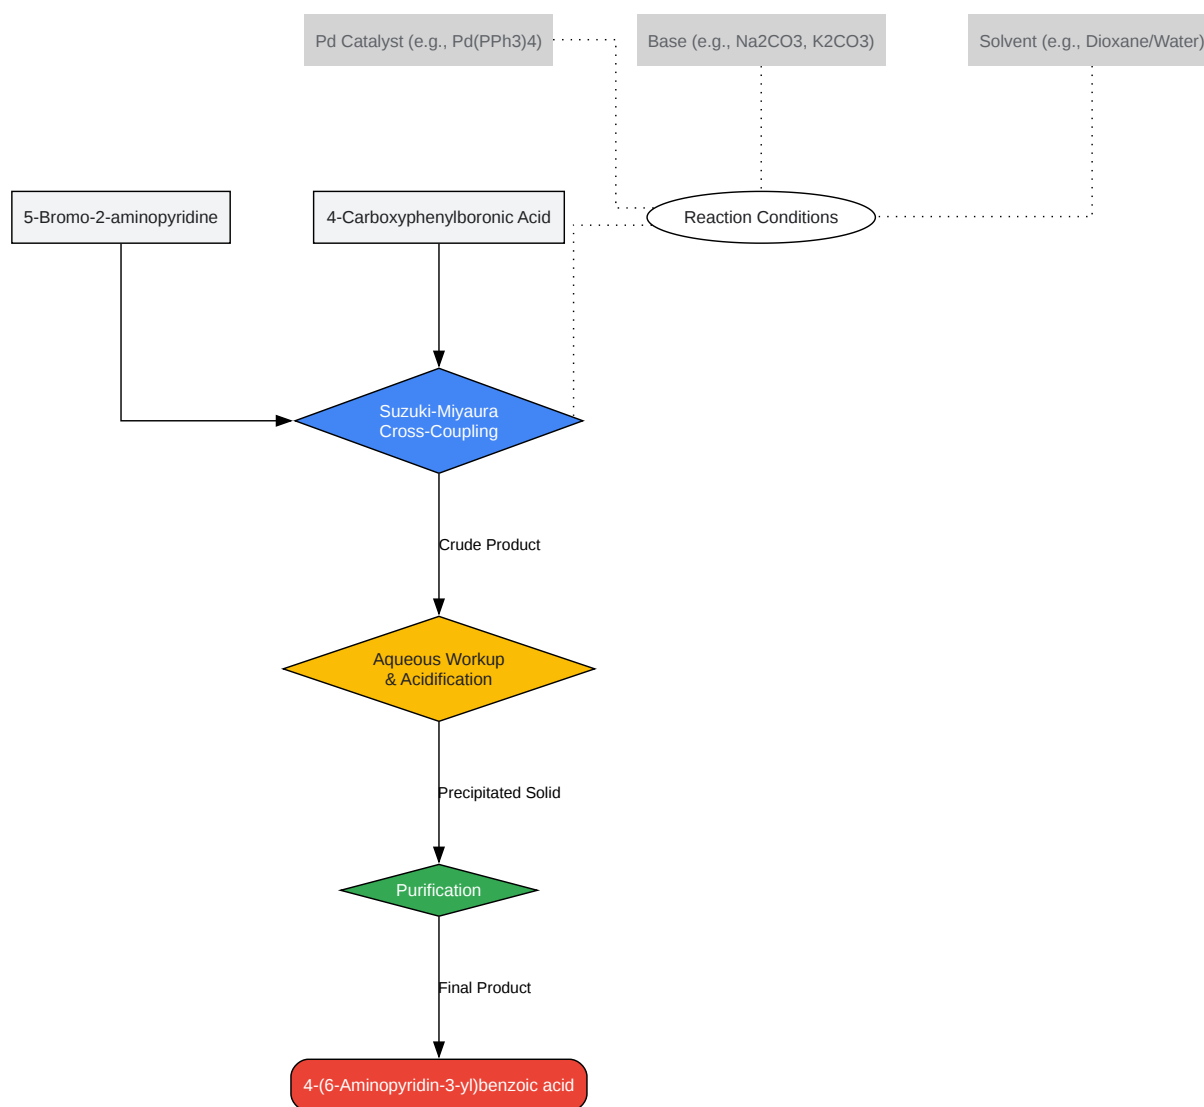 Pd Catalyst (e.g., Pd(PPh3)4)
Base (e.g., Na2CO3, K2CO3)
Solvent (e.g., Dioxane/Water)
5-Bromo-2-aminopyridine
4-Carboxyphenylboronic Acid
Reaction Conditions
Suzuki-Miyaura
Cross-Coupling
Crude Product
Aqueous Workup
& Acidification
Precipitated Solid
Purification
Final Product
4-(6-Aminopyridin-3-yl)benzoic acid